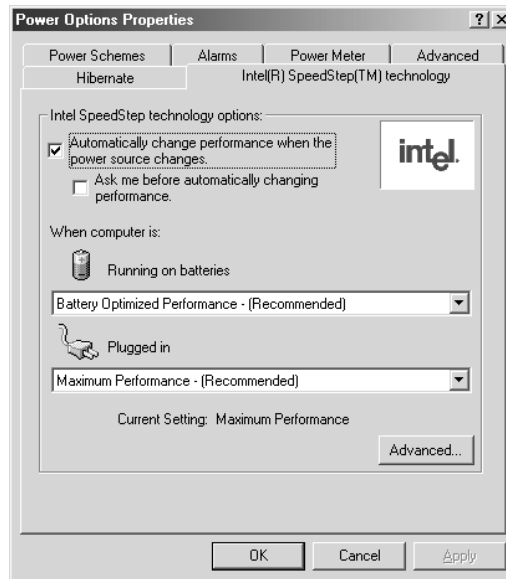 Power Options Properties
Power Schemes Alarms Power Meter Advanced
Hibernate Intel(R) SpeedStep(TM) technology
Intel SpeedStep technology options:
Automatically change performance when the
power source changes.
intel.
Ask me before automatically changing
performance.
When computer is:
Running on batteries
Battery Optimized Performance - (Recommended)
Plugged in
Maximum Performance - (Recommended)
Current Setting: Maximum Performance
Advanced...
OK Cancel Apply